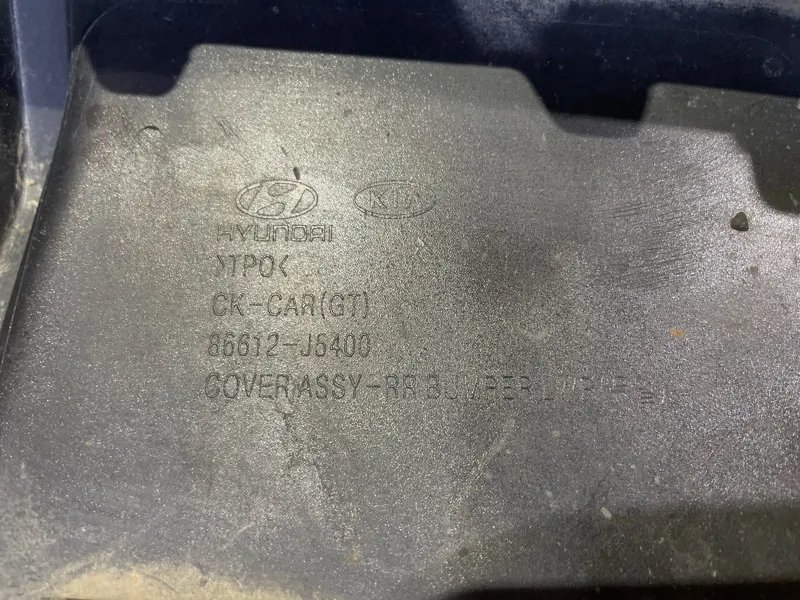 KIA
HYUNDAI
>TPO<
CK-CAR(GT)
86612-J5400
COVER ASSY-RR BUMPER